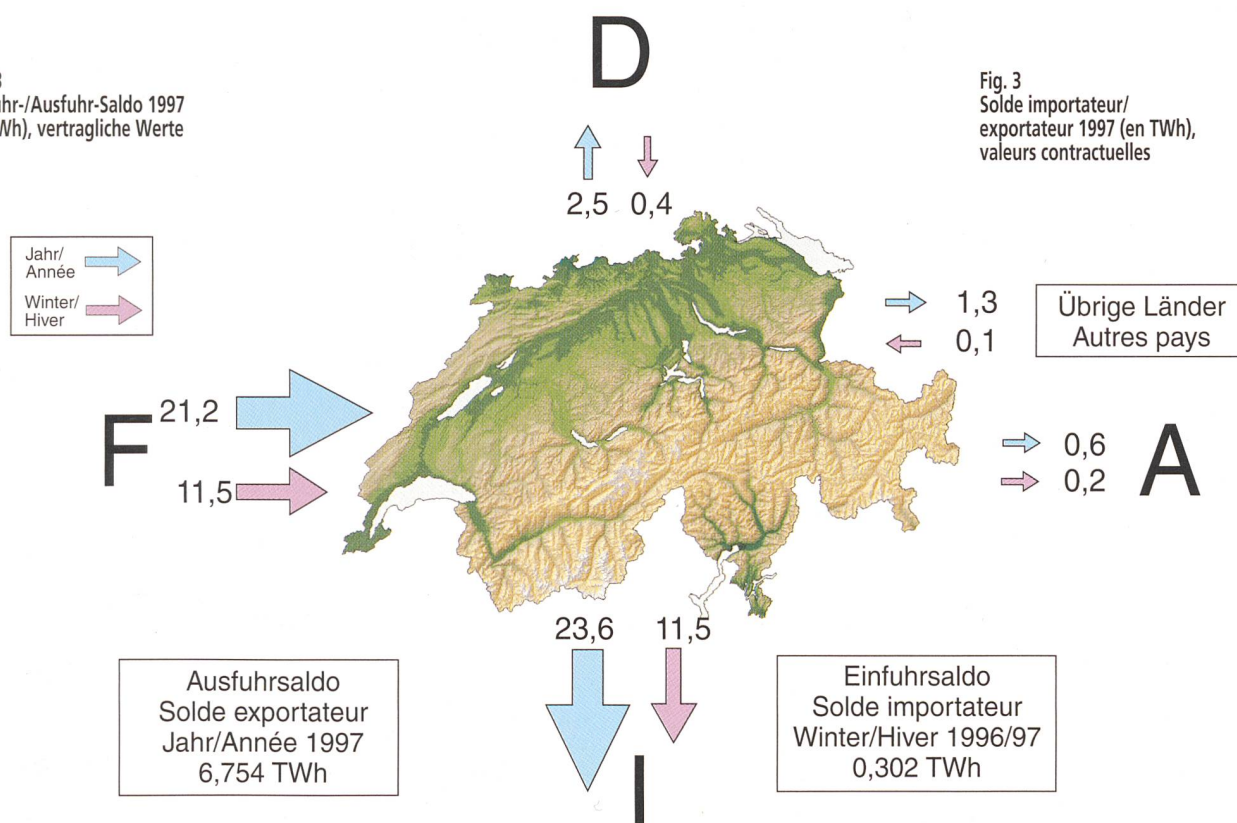 D
3
hr-/Ausfuhr-Saldo 1997
Wh), vertragliche Werte
Fig. 3
Solde importateur/
exportateur 1997 (en TWh),
valeurs contractuelles
2,5 0,4
Jahr/
Année
Winter/
Hiver
1,3
0,1
Übrige Länder
Autres pays
F
21,2
11,5
0,6
0,2
A
23,6 11,5
Ausfuhrsaldo
Solde exportateur
Jahr/Année 1997
6,754 TWh
Einfuhrsaldo
Solde importateur
Winter/Hiver 1996/97
0,302 TWh
I